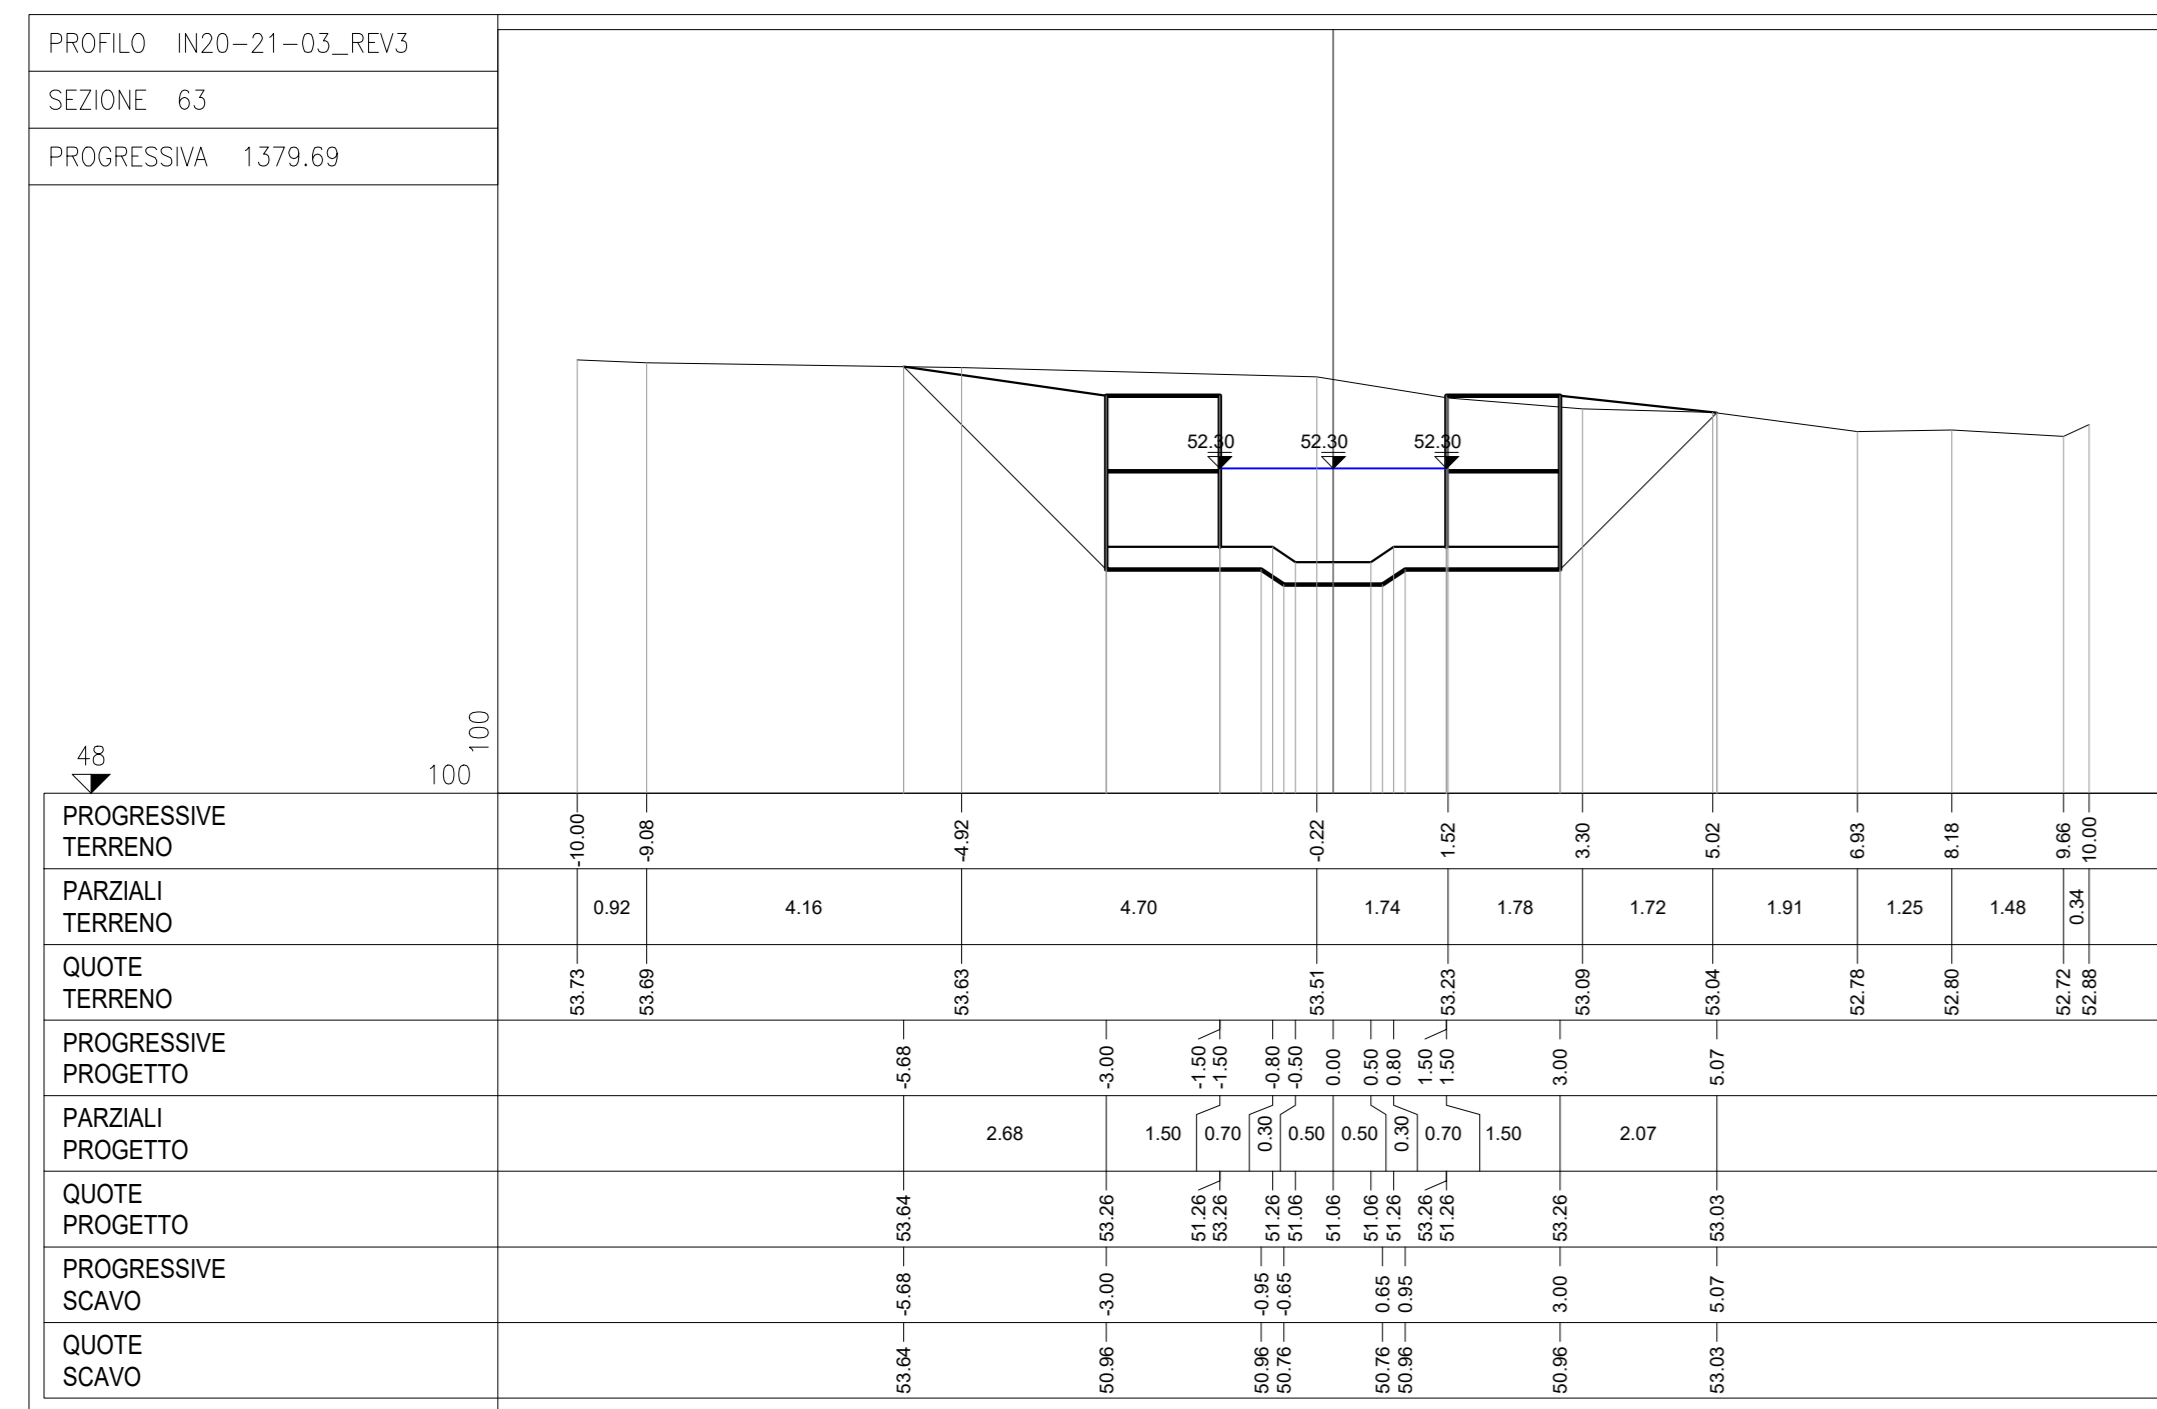 PROFILO IN20-21-03_REV3
SEZIONE 63
PROGRESSIVA 1379.69
52.30 52.30 52.30
100
48
100
PROGRESSIVE
TERRENO
-10.00 -9.08 -4.92 -0.22 1.52 3.30 5.02 6.93 8.18 9.66 10.00
PARZIALI
TERRENO
0.92 4.16 4.70 1.74 1.78 1.72 1.91 1.25 1.48 0.34
QUOTE
TERRENO
53.73 53.69 53.63 53.51 53.23 53.09 53.04 52.78 52.80 52.72 52.88
PROGRESSIVE
PROGETTO
-5.68 -3.00 -1.50 -1.50 -0.80 -0.50 0.00 0.50 0.80 1.50 1.50 3.00 5.07
PARZIALI
PROGETTO
2.68 1.50 0.70 0.30 0.50 0.50 0.30 0.70 1.50 2.07
QUOTE
PROGETTO
53.64 53.26 51.26 53.26 51.26 51.06 51.06 51.06 51.26 53.26 51.26 53.26 53.03
PROGRESSIVE
SCAVO
-5.68 -3.00 -0.95 -0.65 0.65 0.95 3.00 5.07
QUOTE
SCAVO
53.64 50.96 50.96 50.76 50.76 50.96 50.96 53.03